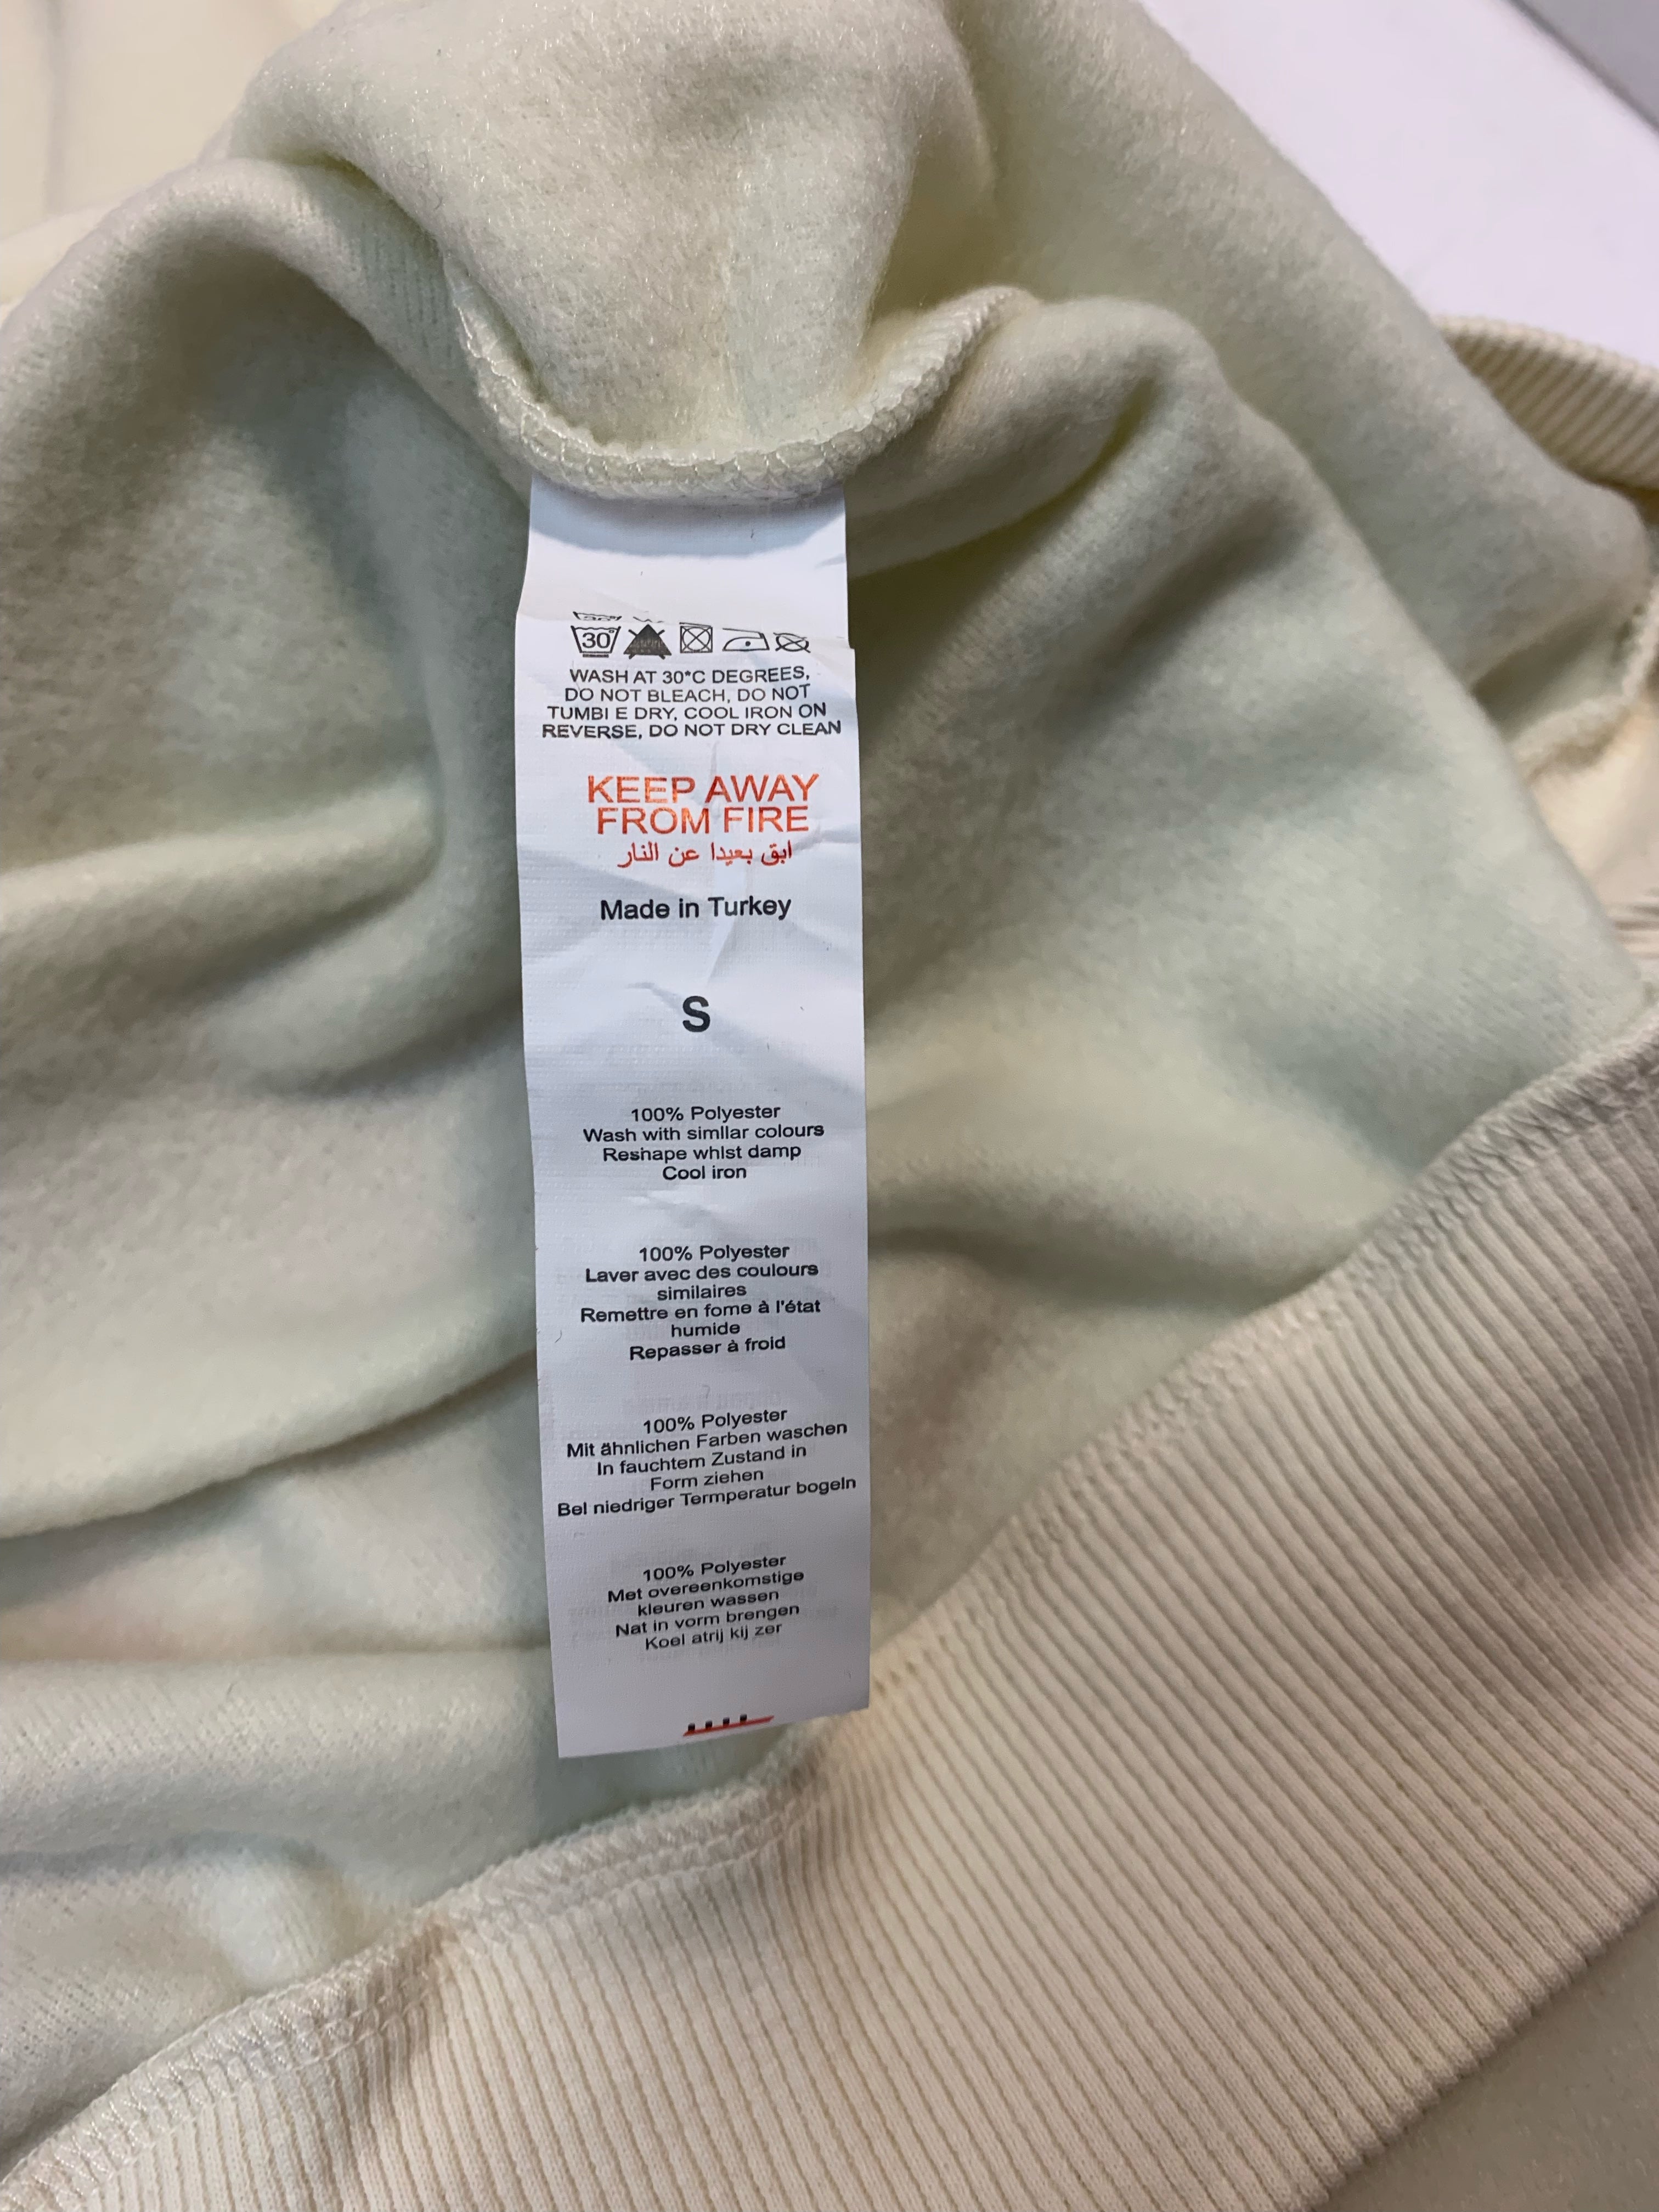 30°
WASH AT 30*C DEGREES,
DO NOT BLEACH, DO NOT
TUMBI E DRY, COOL IRON ON
REVERSE, DO NOT DRY CLEAN
KEEP AWAY
FROM FIRE
ابق بعيدا عن النار
Made in Turkey
S
100% Polyester
Wash with simllar colours
Reshape whlst damp
Cool iron
100% Polyester
Laver avec des coulours
similaires
Remettre en fome à l'état
humide
Repasser à froid
100% Polyester
Mit ähnlichen Farben waschen
In fauchtem Zustand in
Form ziehen
Bel niedriger Termperatur bogeln
100% Polyester
Met overeenkomstige
kleuren wassen
Nat in vorm brengen
Koel atrij kij zer